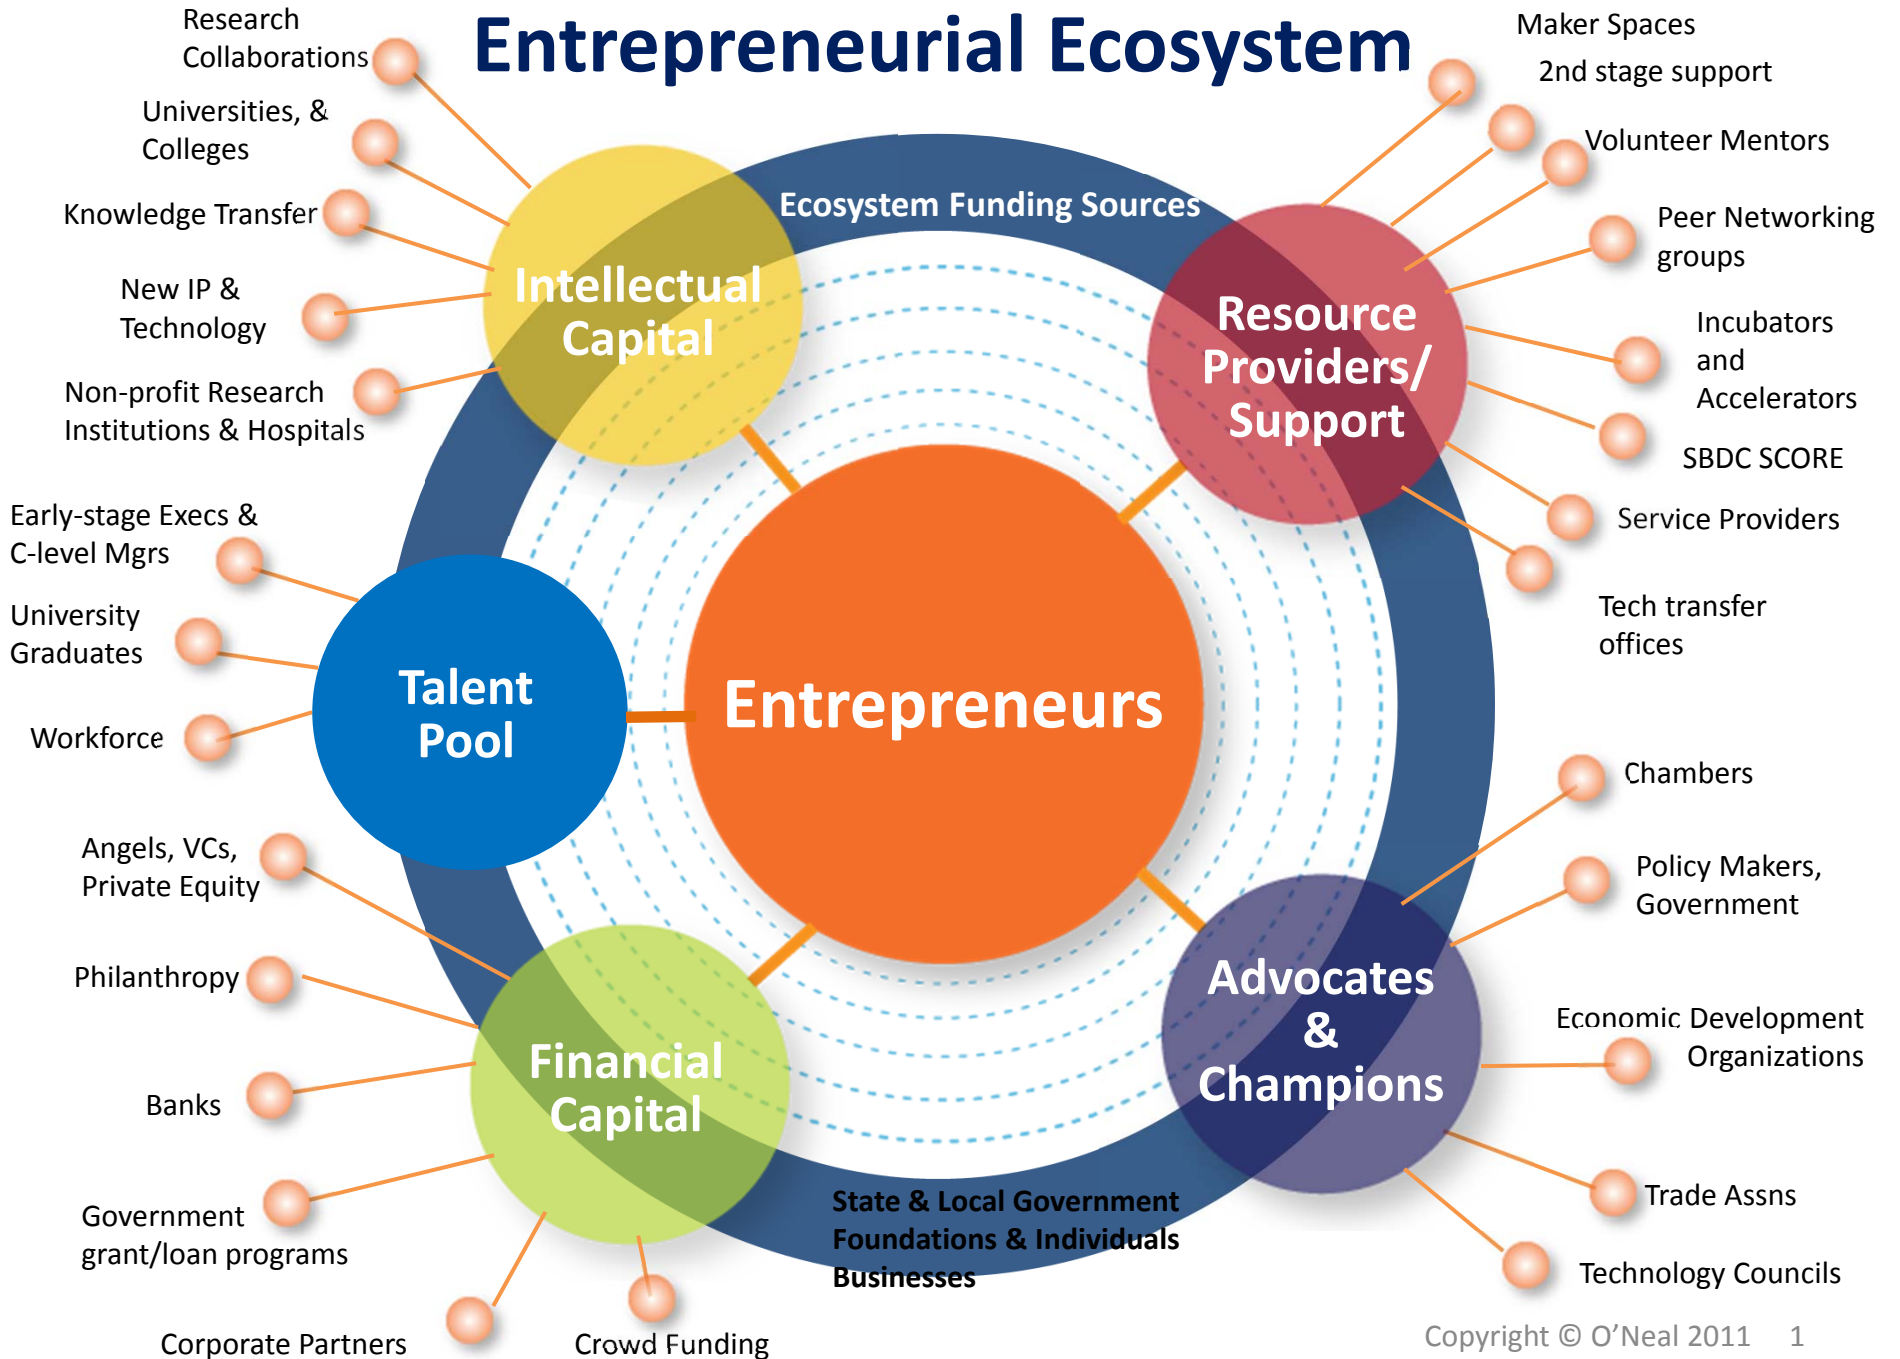 Entrepreneurial Ecosystem
Research
Collaborations
Universities, &
Colleges
Knowledge Transfer
New IP &
Technology
Non-profit Research
Institutions & Hospitals
Intellectual
Capital
Ecosystem Funding Sources
Maker Spaces
2nd stage support
Volunteer Mentors
Peer Networking
groups
Incubators
and
Accelerators
SBDC SCORE
Service Providers
Tech transfer
offices
Resource
Providers/
Support
Early-stage Execs &
C-level Mgrs
University
Graduates
Workforce
Talent
Pool
Entrepreneurs
Angels, VCs,
Private Equity
Philanthropy
Banks
Government
grant/loan programs
Corporate Partners
Crowd Funding
Financial
Capital
State & Local Government
Foundations & Individuals
Businesses
Advocates
&
Champions
Chambers
Policy Makers,
Government
Economic Development
Organizations
Trade Assns
Technology Councils
Copyright © O'Neal 2011 1